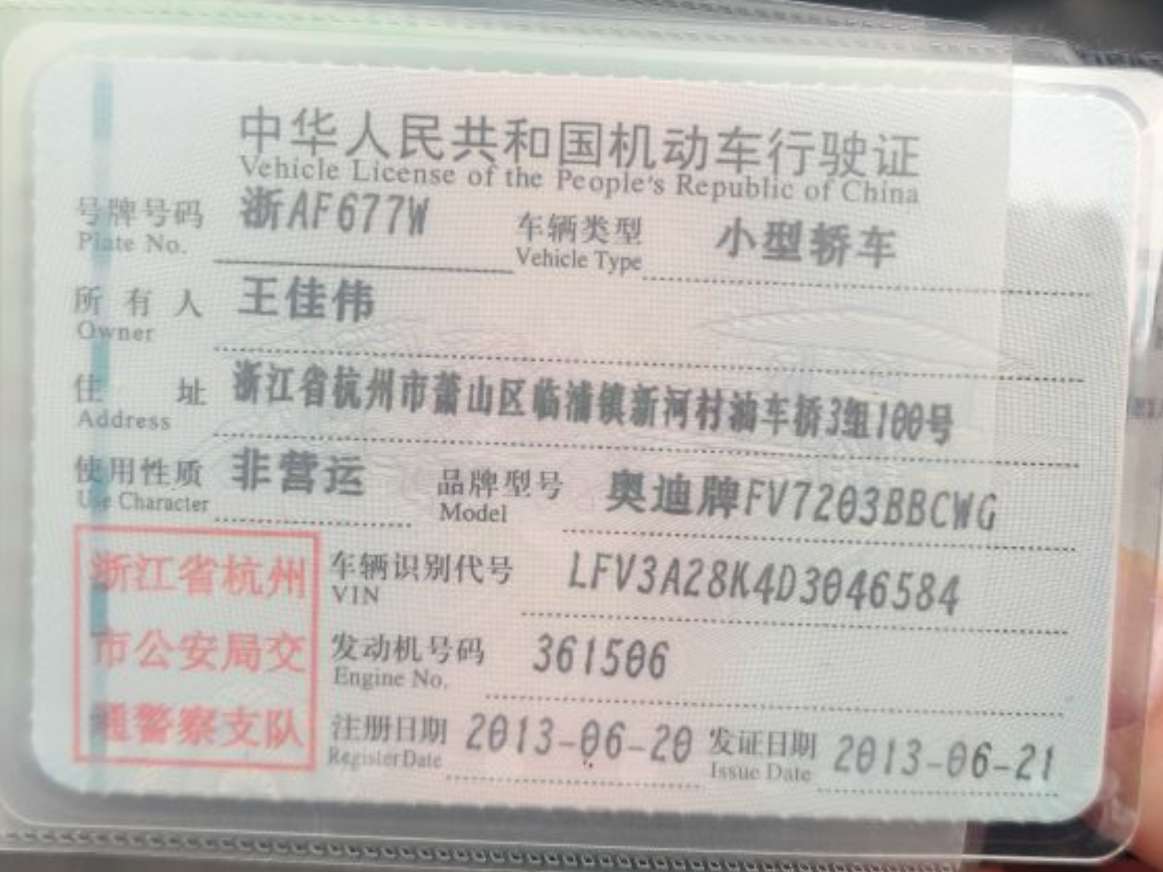 中华人民共和国机动车行驶证
Vehicle License of the People's Republic of China
号牌号码 浙AF677W 车辆类型 小型轿车
Plate No. Vehicle Type
所有人 王佳伟
Owner
住址 浙江省杭州市萧山区临浦镇新河村油车桥3组100号
Address
使用性质 非营运 品牌型号 奥迪牌FV7203BBCWG
Use Character Model
浙江省杭州 车辆识别代号 LFV3A28K4D3046584
VIN
市公安局交 发动机号码 361506
Engine No.
通警察支队 注册日期 2013-06-20 发证日期 2013-06-21
Register Date Issue Date